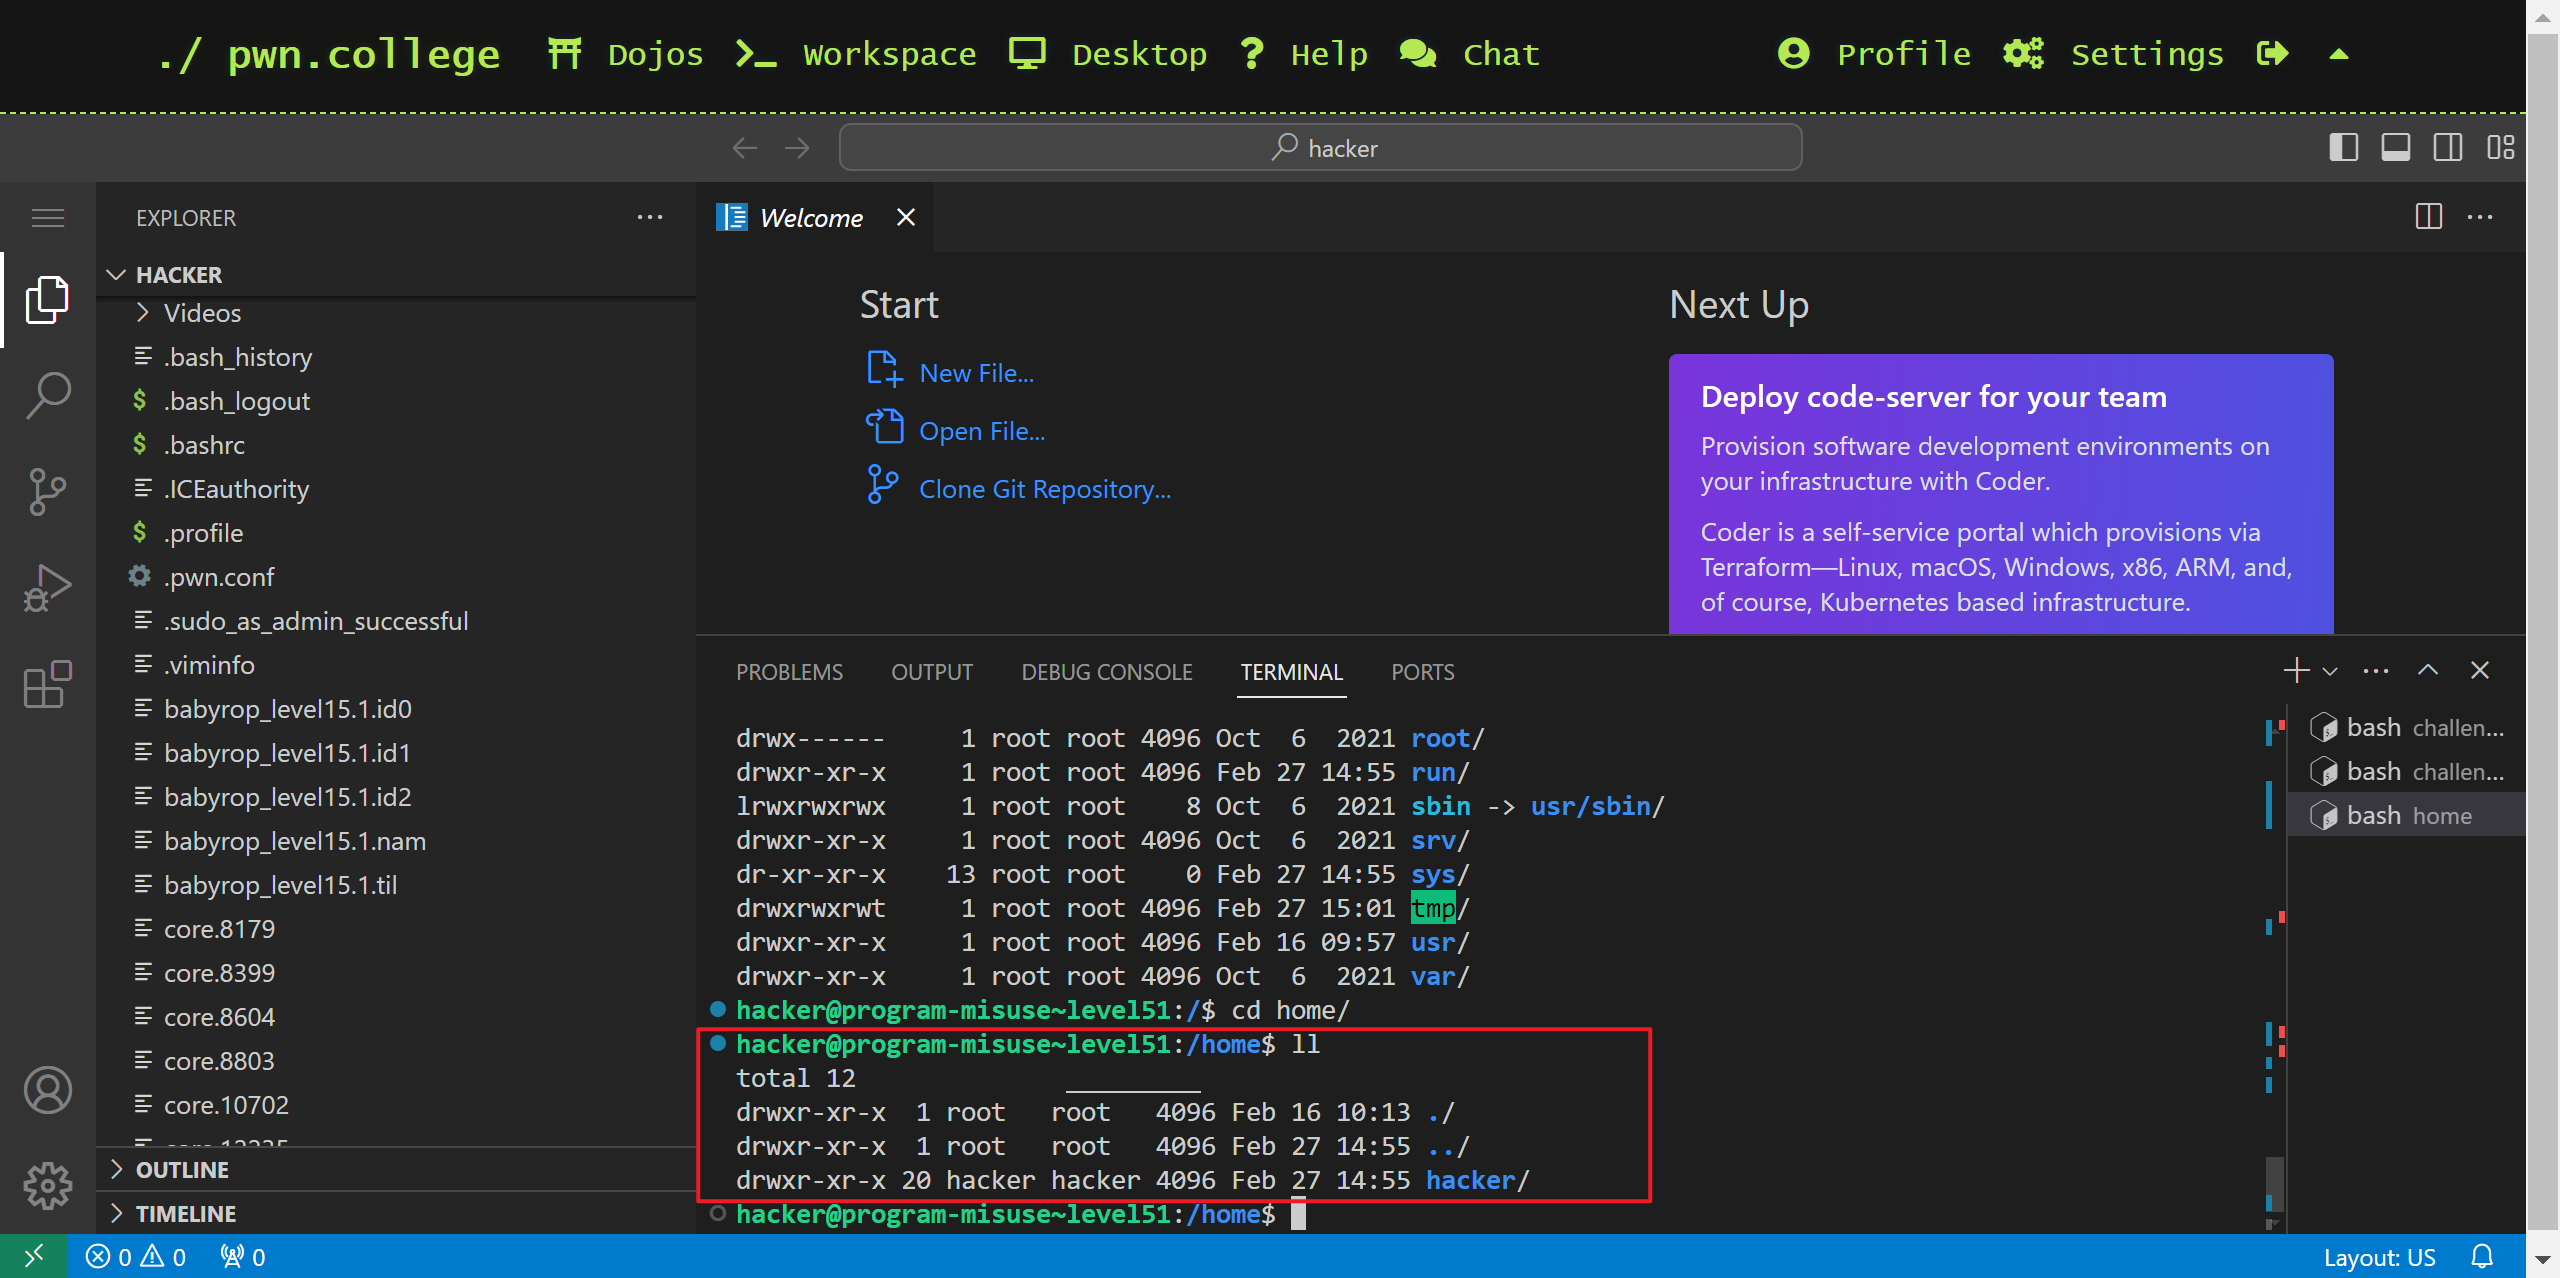 ./ pwn.college Dojos Workspace Desktop Help Chat Profile Settings
hacker
EXPLORER
HACKER
Videos
.bash_history
.bash_logout
.bashrc
.ICEauthority
.profile
.pwn.conf
.sudo_as_admin_successful
.viminfo
babyrop_level15.1.id0
babyrop_level15.1.id1
babyrop_level15.1.id2
babyrop_level15.1.nam
babyrop_level15.1.til
core.8179
core.8399
core.8604
core.8803
core.10702
OUTLINE
TIMELINE
Welcome
Start
New File...
Open File...
Clone Git Repository...
Next Up
Deploy code-server for your team
Provision software development environments on
your infrastructure with Coder.
Coder is a self-service portal which provisions via
Terraform—Linux, macOS, Windows, x86, ARM, and,
of course, Kubernetes based infrastructure.
PROBLEMS OUTPUT DEBUG CONSOLE TERMINAL PORTS
drwx------     1 root root 4096 Oct  6  2021 root/
drwxr-xr-x     1 root root 4096 Feb 27 14:55 run/
lrwxrwxrwx     1 root root    8 Oct  6  2021 sbin -> usr/sbin/
drwxr-xr-x     1 root root 4096 Oct  6  2021 srv/
dr-xr-xr-x    13 root root    0 Feb 27 14:55 sys/
drwxrwxrwt     1 root root 4096 Feb 27 15:01 tmp/
drwxr-xr-x     1 root root 4096 Feb 16 09:57 usr/
drwxr-xr-x     1 root root 4096 Oct  6  2021 var/
hacker@program-misuse~level51:/$ cd home/
hacker@program-misuse~level51:/home$ ll
total 12
drwxr-xr-x  1 root   root   4096 Feb 16 10:13 ./
drwxr-xr-x  1 root   root   4096 Feb 27 14:55 ../
drwxr-xr-x 20 hacker hacker 4096 Feb 27 14:55 hacker/
hacker@program-misuse~level51:/home$
bash challen...
bash challen...
bash home
0 0 0
Layout: US